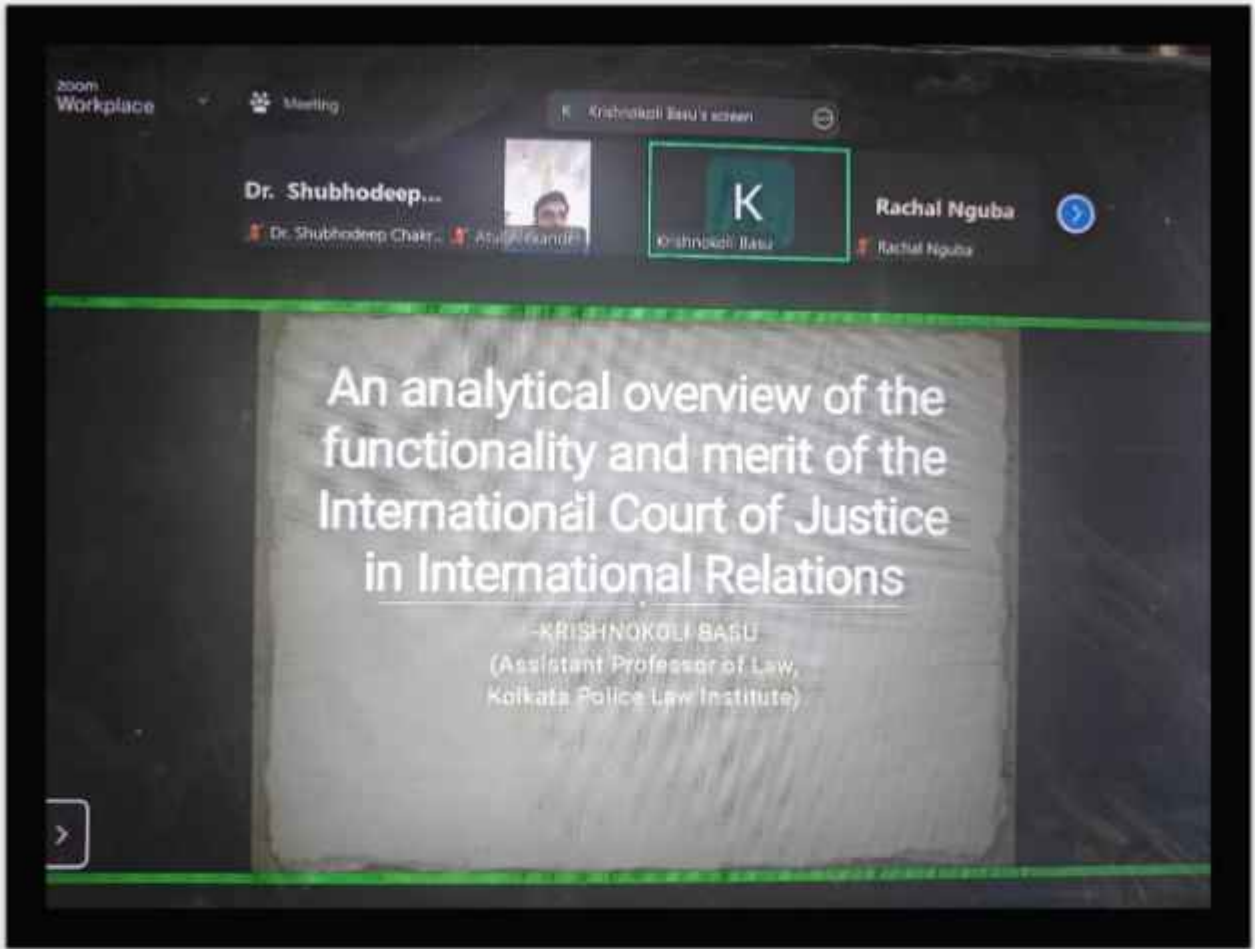 zoom
Workplace
Meeting
K Krishnokoli Basu's screen
Dr. Shubhodeep...
K
Rachal Nguba
Dr. Shubhodeep Chakr...
Krishnokoli Basu
Rachal Nguba
An analytical overview of the
functionality and merit of the
International Court of Justice
in International Relations
-KRISHNOKOLI BASU
(Assistant Professor of Law,
Kolkata Police Law Institute)